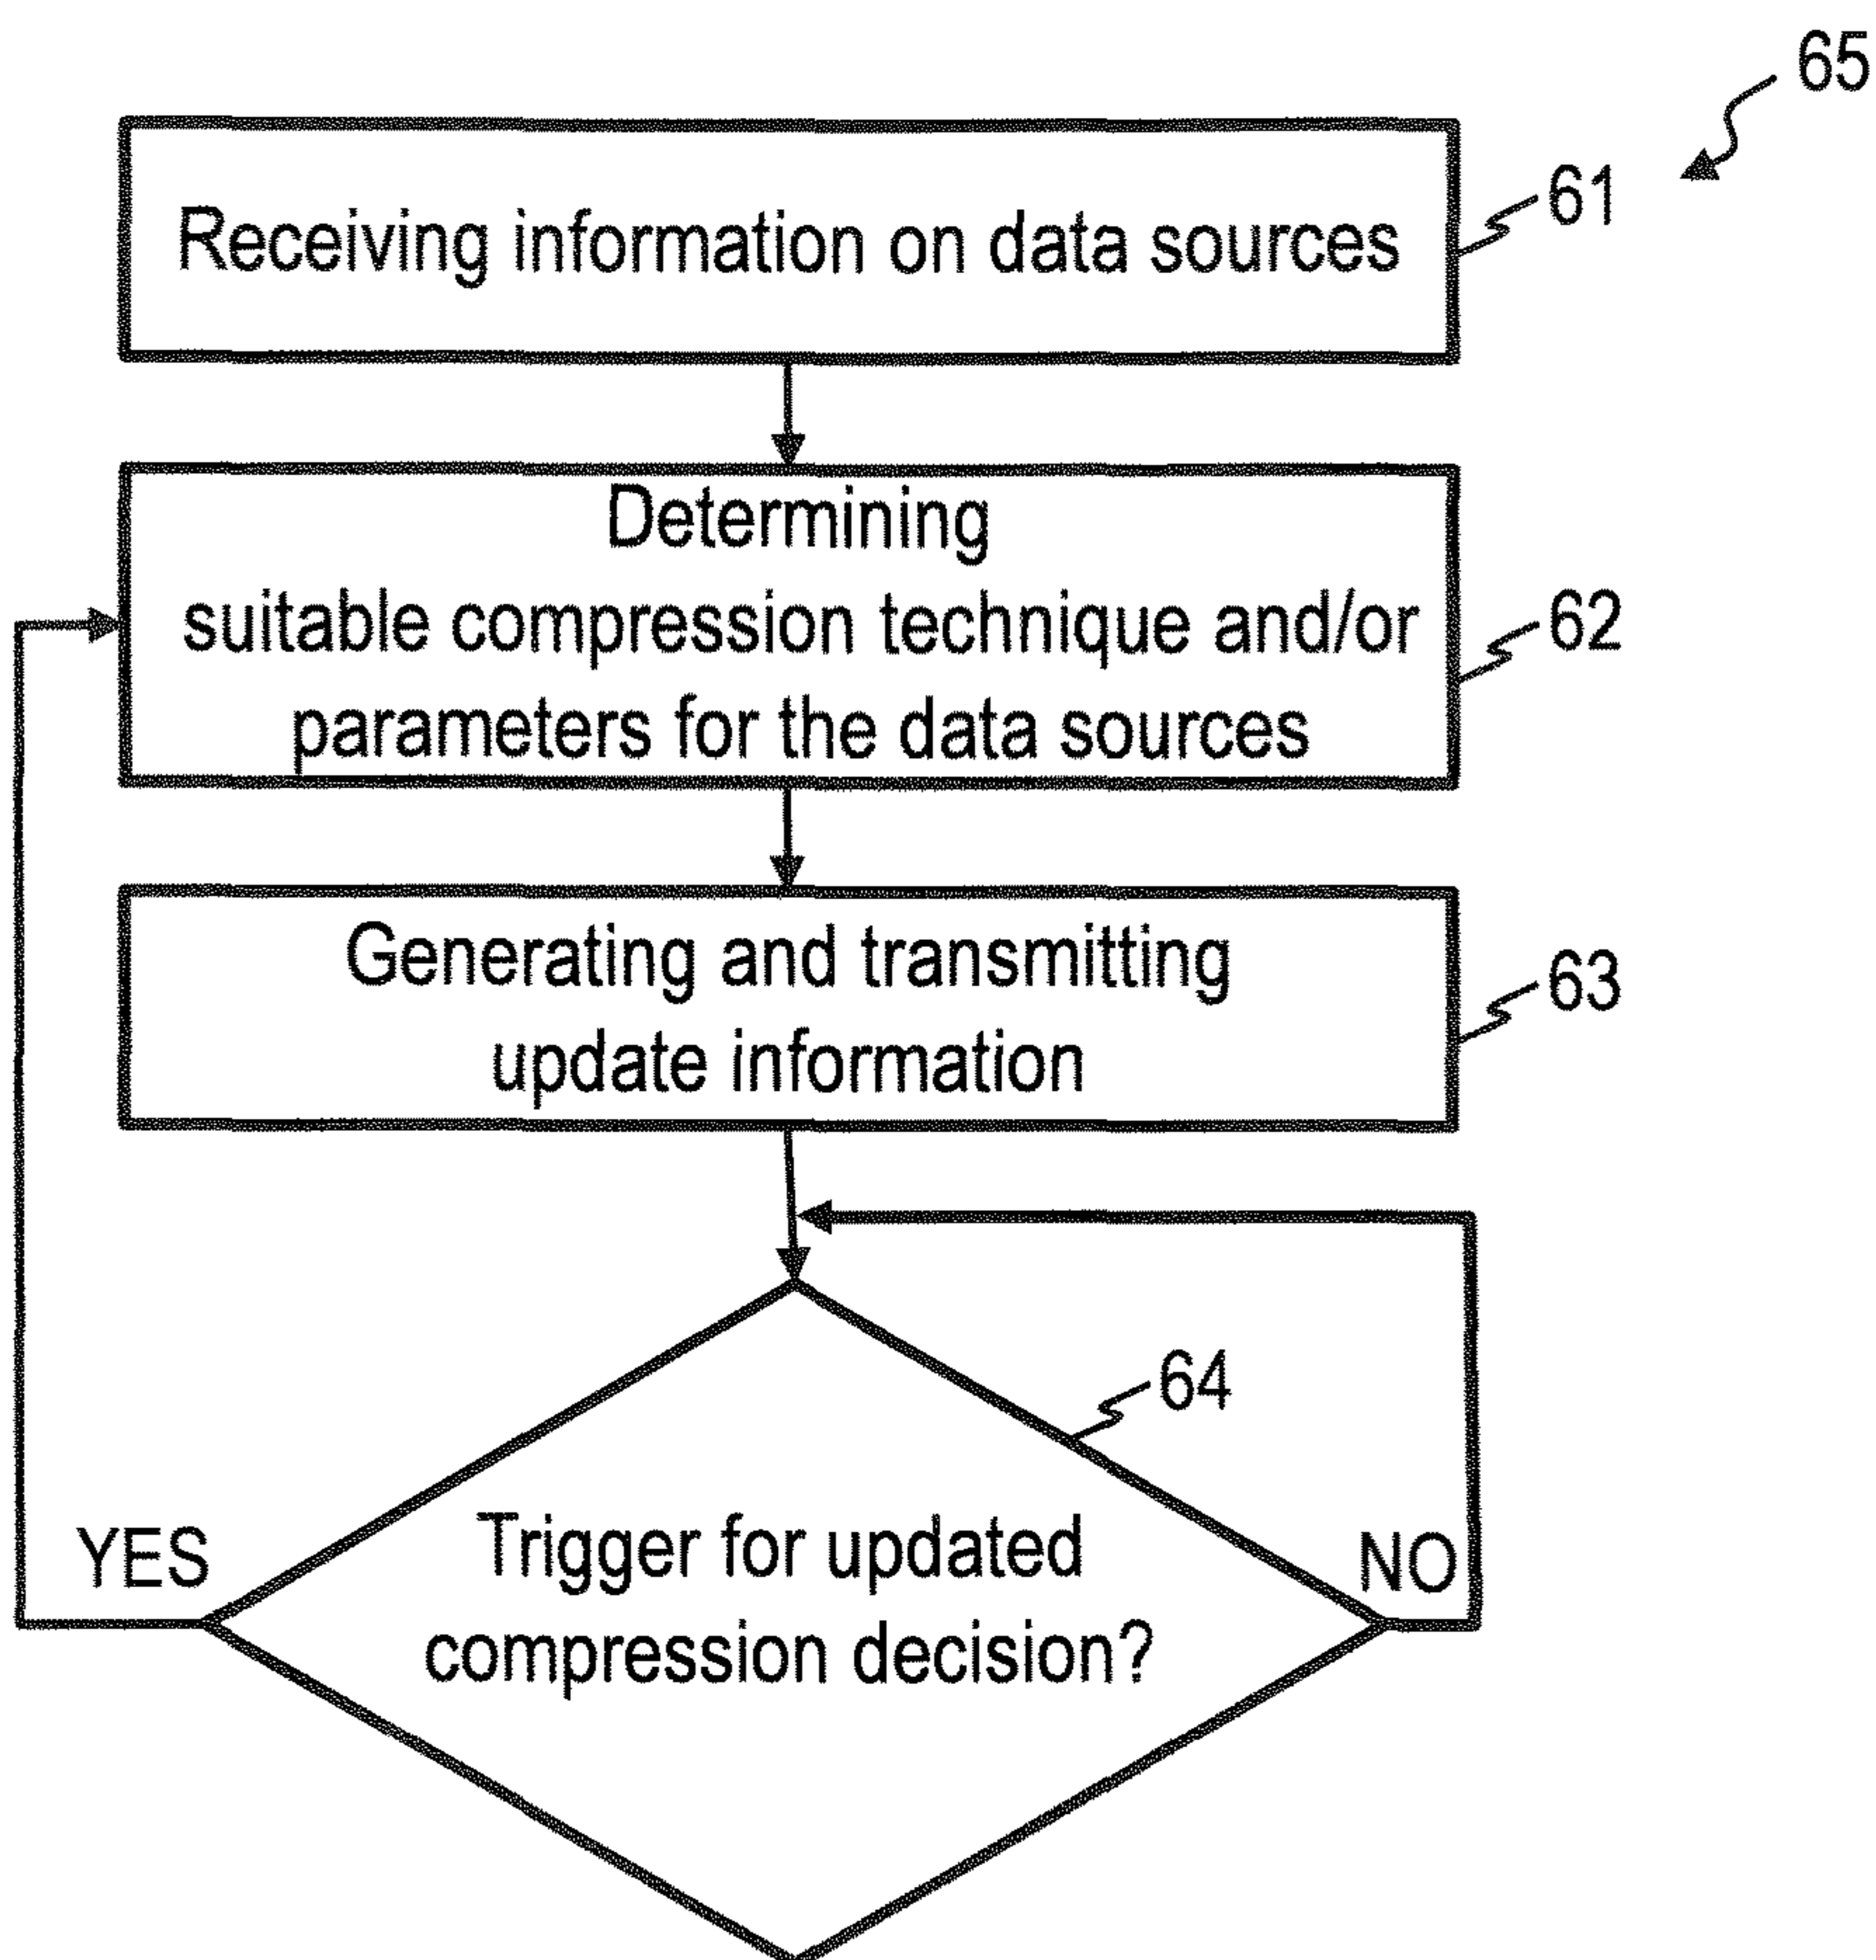 65
Receiving information on data sources
61
Determining
suitable compression technique and/or
parameters for the data sources
62
Generating and transmitting
update information
63
64
Trigger for updated
compression decision?
YES
NO